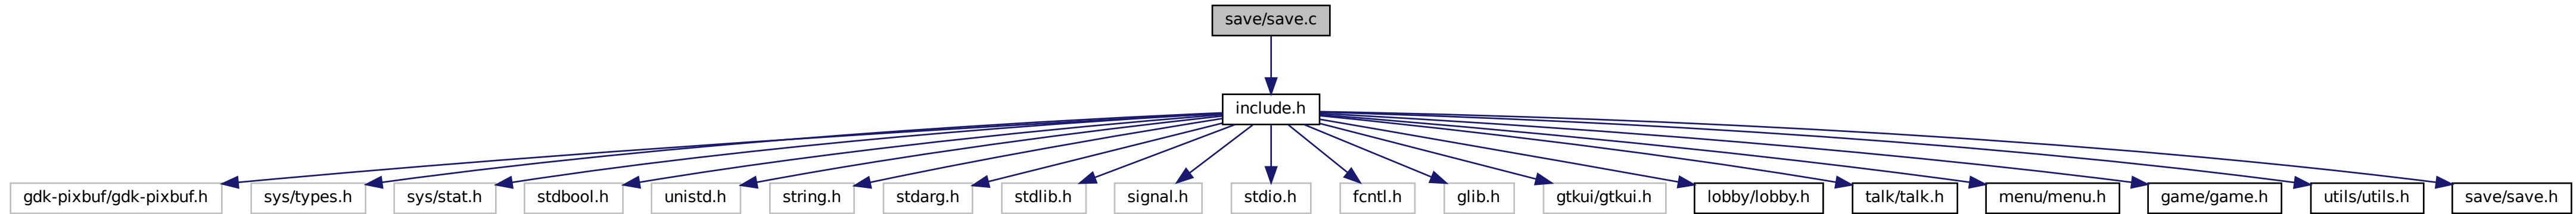 save/save.c
include.h
gdk-pixbuf/gdk-pixbuf.h
sys/types.h
sys/stat.h
stdbool.h
unistd.h
string.h
stdarg.h
stdlib.h
signal.h
stdio.h
fcntl.h
glib.h
gtkui/gtkui.h
lobby/lobby.h
talk/talk.h
menu/menu.h
game/game.h
utils/utils.h
save/save.h